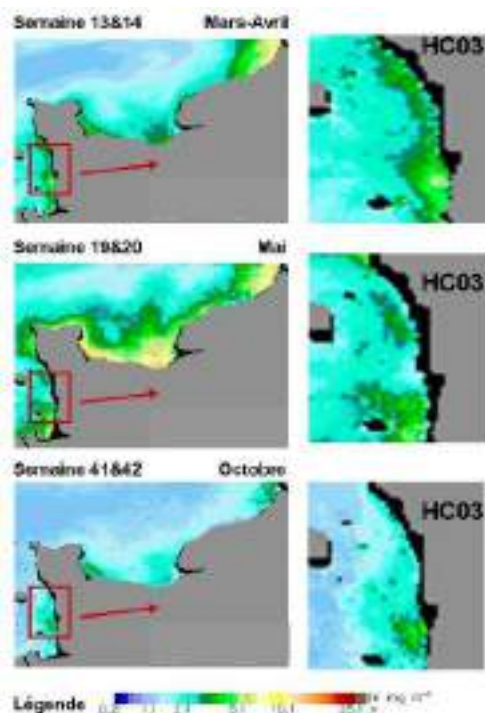 Semaine 13&14 Mars-Avril
HC03
Semaine 19&20 Mai
HC03
Semaine 41&42 Octobre
HC03
Légende